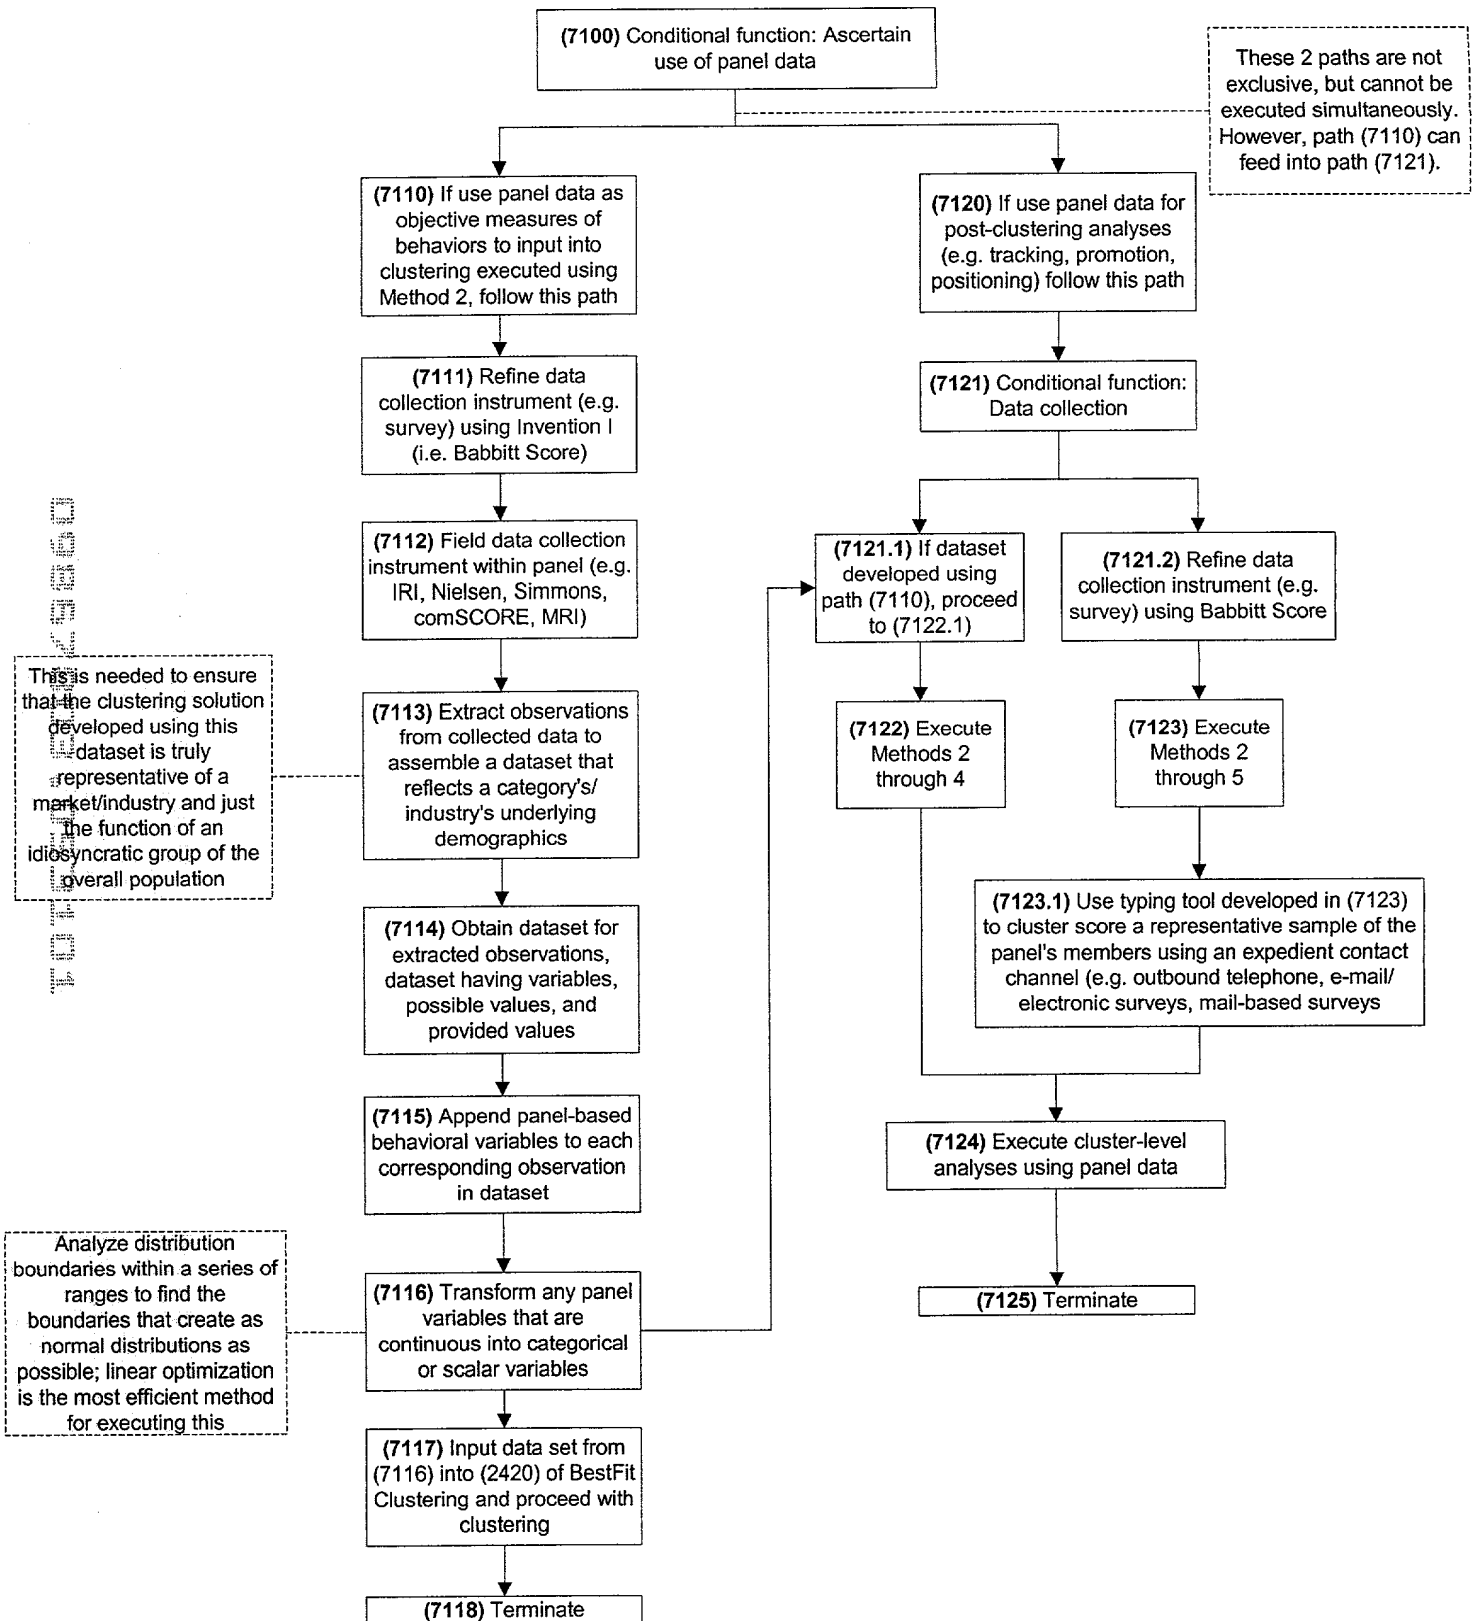 (7100) Conditional function: Ascertain
use of panel data
These 2 paths are not
exclusive, but cannot be
executed simultaneously.
However, path (7110) can
feed into path (7121).
(7110) If use panel data as
objective measures of
behaviors to input into
clustering executed using
Method 2, follow this path
(7111) Refine data
collection instrument (e.g.
survey) using Invention I
(i.e. Babbitt Score)
(7112) Field data collection
instrument within panel (e.g.
IRI, Nielsen, Simmons,
comSCORE, MRI)
This is needed to ensure
that the clustering solution
developed using this
dataset is truly
representative of a
market/industry and just
the function of an
idiosyncratic group of the
overall population
(7113) Extract observations
from collected data to
assemble a dataset that
reflects a category's/
industry's underlying
demographics
(7114) Obtain dataset for
extracted observations,
dataset having variables,
possible values, and
provided values
(7115) Append panel-based
behavioral variables to each
corresponding observation
in dataset
Analyze distribution
boundaries within a series of
ranges to find the
boundaries that create as
normal distributions as
possible; linear optimization
is the most efficient method
for executing this
(7116) Transform any panel
variables that are
continuous into categorical
or scalar variables
(7117) Input data set from
(7116) into (2420) of BestFit
Clustering and proceed with
clustering
(7118) Terminate
(7120) If use panel data for
post-clustering analyses
(e.g. tracking, promotion,
positioning) follow this path
(7121) Conditional function:
Data collection
(7121.1) If dataset
developed using
path (7110), proceed
to (7122.1)
(7121.2) Refine data
collection instrument (e.g.
survey) using Babbitt Score
(7122) Execute
Methods 2
through 4
(7123) Execute
Methods 2
through 5
(7123.1) Use typing tool developed in (7123)
to cluster score a representative sample of the
panel's members using an expedient contact
channel (e.g. outbound telephone, e-mail/
electronic surveys, mail-based surveys
(7124) Execute cluster-level
analyses using panel data
(7125) Terminate